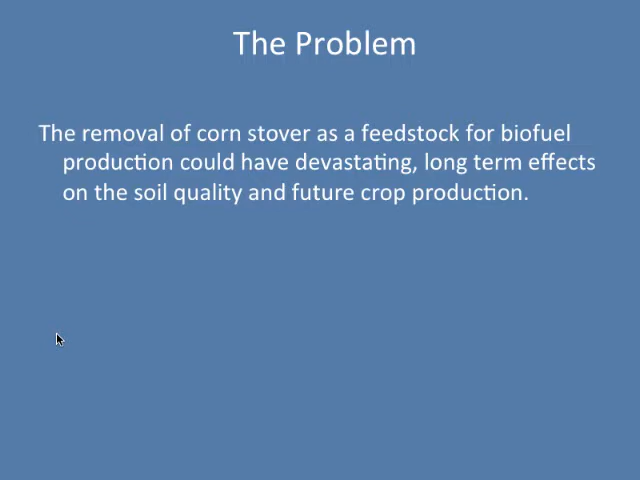 The Problem
The removal of corn stover as a feedstock for biofuel
production could have devastating, long term effects
on the soil quality and future crop production.